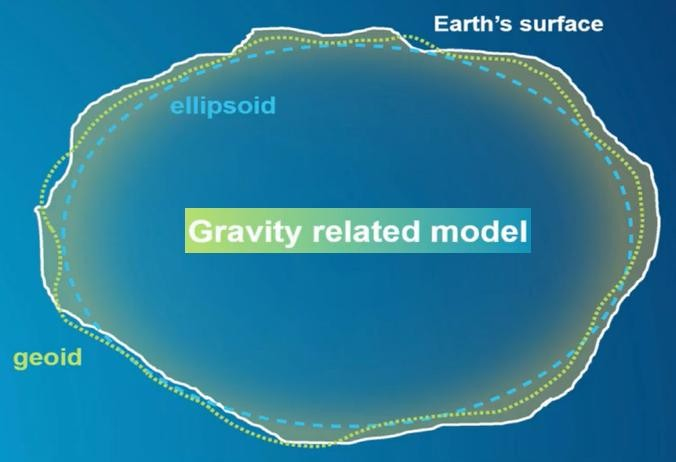 Earth's surface
ellipsoid
Gravity related model
geoid